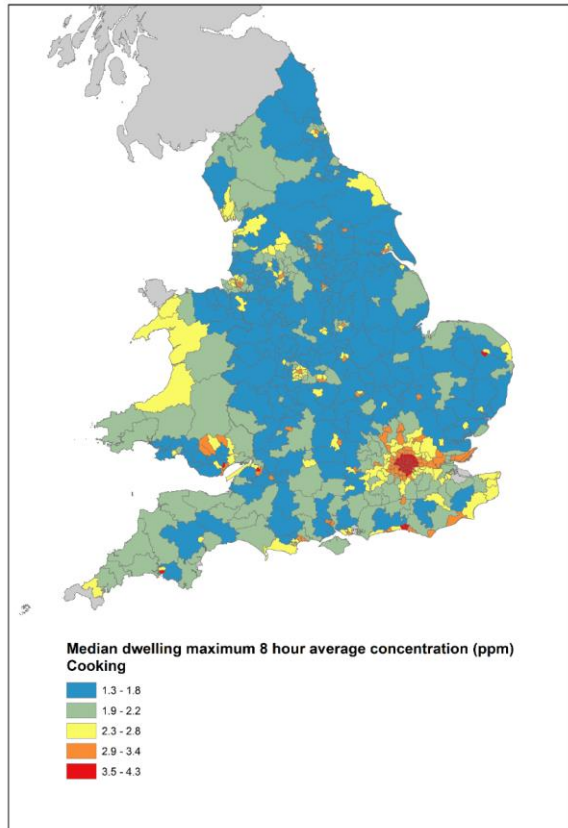 Median dwelling maximum 8 hour average concentration (ppm)
Cooking
1.3 - 1.8
1.9 - 2.2
2.3 - 2.8
2.9 - 3.4
3.5 - 4.3